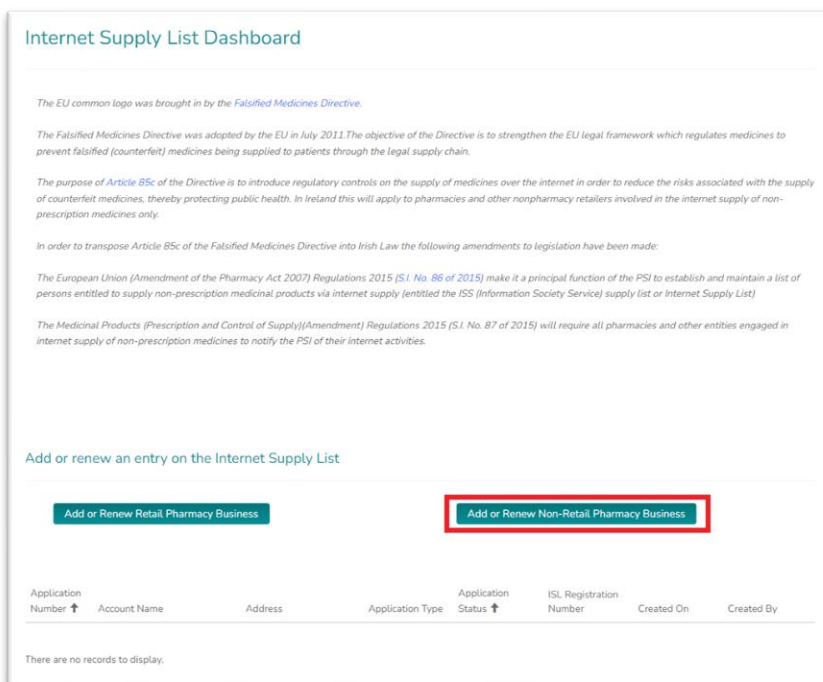 Internet Supply List Dashboard
The EU common logo was brought in by the Falsified Medicines Directive.
The Falsified Medicines Directive was adopted by the EU in July 2011.The objective of the Directive is to strengthen the EU legal framework which regulates medicines to
prevent falsified (counterfeit) medicines being supplied to patients through the legal supply chain.
The purpose of Article 85c of the Directive is to introduce regulatory controls on the supply of medicines over the internet in order to reduce the risks associated with the supply
of counterfeit medicines, thereby protecting public health. In Ireland this will apply to pharmacies and other nonpharmacy retailers involved in the internet supply of non-
prescription medicines only.
In order to transpose Article 85c of the Falsified Medicines Directive into Irish Law the following amendments to legislation have been made:
The European Union (Amendment of the Pharmacy Act 2007) Regulations 2015 (S.I. No. 86 of 2015) make it a principal function of the PSI to establish and maintain a list of
persons entitled to supply non-prescription medicinal products via internet supply (entitled the ISS (Information Society Service) supply list or Internet Supply List)
The Medicinal Products (Prescription and Control of Supply)(Amendment) Regulations 2015 (S.I. No. 87 of 2015) will require all pharmacies and other entities engaged in
internet supply of non-prescription medicines to notify the PSI of their internet activities.
Add or renew an entry on the Internet Supply List
Add or Renew Retail Pharmacy Business Add or Renew Non-Retail Pharmacy Business
Application Application ISL Registration
Number ↑ Account Name Address Application Type Status ↑ Number Created On Created By
There are no records to display.